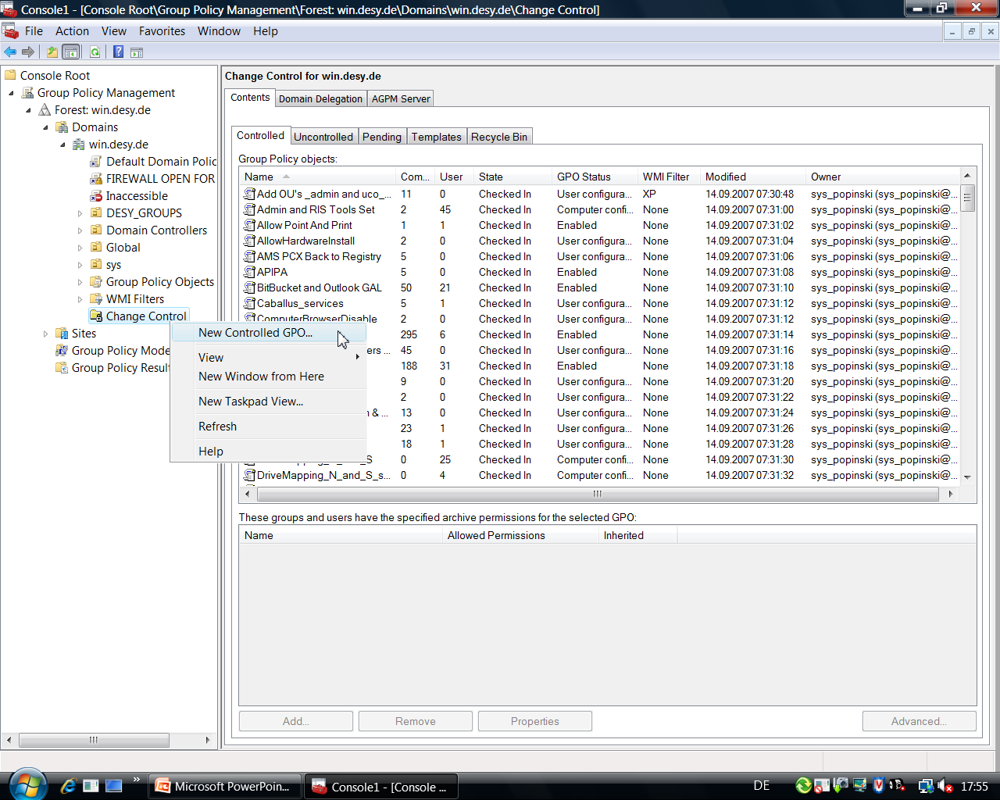 Console1 - [Console Root\Group Policy Management\Forest: win.desy.de\Domains\win.desy.de\Change Control]
File Action View Favorites Window Help
Console Root
Group Policy Management
Forest: win.desy.de
Domains
win.desy.de
Default Domain Polic
FIREWALL OPEN FOR
Inaccessible
DESY_GROUPS
Domain Controllers
Global
sys
Group Policy Objects
WMI Filters
Change Control
Sites
Group Policy Mode
Group Policy Result
New Controlled GPO...
View
New Window from Here
New Taskpad View...
Refresh
Help
Change Control for win.desy.de
Contents Domain Delegation AGPM Server
Controlled Uncontrolled Pending Templates Recycle Bin
Group Policy objects:
Name Com... User State GPO Status WMI Filter Modified Owner
Add OU's _admin and uco_... 11 0 Checked In User configura... XP 14.09.2007 07:30:48 sys_popinski (sys_popinski@...
Admin and RIS Tools Set 2 45 Checked In Computer confi... None 14.09.2007 07:31:00 sys_popinski (sys_popinski@...
Allow Point And Print 1 1 Checked In Enabled None 14.09.2007 07:31:02 sys_popinski (sys_popinski@...
AllowHardwareInstall 2 0 Checked In User configura... None 14.09.2007 07:31:04 sys_popinski (sys_popinski@...
AMS PCX Back to Registry 5 0 Checked In User configura... None 14.09.2007 07:31:06 sys_popinski (sys_popinski@...
APIPA 5 0 Checked In Enabled None 14.09.2007 07:31:08 sys_popinski (sys_popinski@...
BitBucket and Outlook GAL 50 21 Checked In Enabled None 14.09.2007 07:31:10 sys_popinski (sys_popinski@...
Caballus_services 5 1 Checked In User configura... None 14.09.2007 07:31:12 sys_popinski (sys_popinski@...
ComputerBrowserDisable 2 0 Checked In User configura... None 14.09.2007 07:31:12 sys_popinski (sys_popinski@...
295 6 Checked In Enabled None 14.09.2007 07:31:14 sys_popinski (sys_popinski@...
ers ... 45 0 Checked In User configura... None 14.09.2007 07:31:16 sys_popinski (sys_popinski@...
188 31 Checked In Enabled None 14.09.2007 07:31:18 sys_popinski (sys_popinski@...
9 0 Checked In User configura... None 14.09.2007 07:31:20 sys_popinski (sys_popinski@...
2 0 Checked In User configura... None 14.09.2007 07:31:22 sys_popinski (sys_popinski@...
& ... 13 0 Checked In User configura... None 14.09.2007 07:31:24 sys_popinski (sys_popinski@...
23 1 Checked In User configura... None 14.09.2007 07:31:26 sys_popinski (sys_popinski@...
18 1 Checked In User configura... None 14.09.2007 07:31:28 sys_popinski (sys_popinski@...
0 25 Checked In Computer confi... None 14.09.2007 07:31:30 sys_popinski (sys_popinski@...
DriveMapping_N_and_S_s... 0 4 Checked In Computer confi... None 14.09.2007 07:31:32 sys_popinski (sys_popinski@...
These groups and users have the specified archive permissions for the selected GPO:
Name Allowed Permissions Inherited
Add... Remove Properties Advanced...
Microsoft PowerPoin... Console1 - [Console ... DE 17:55